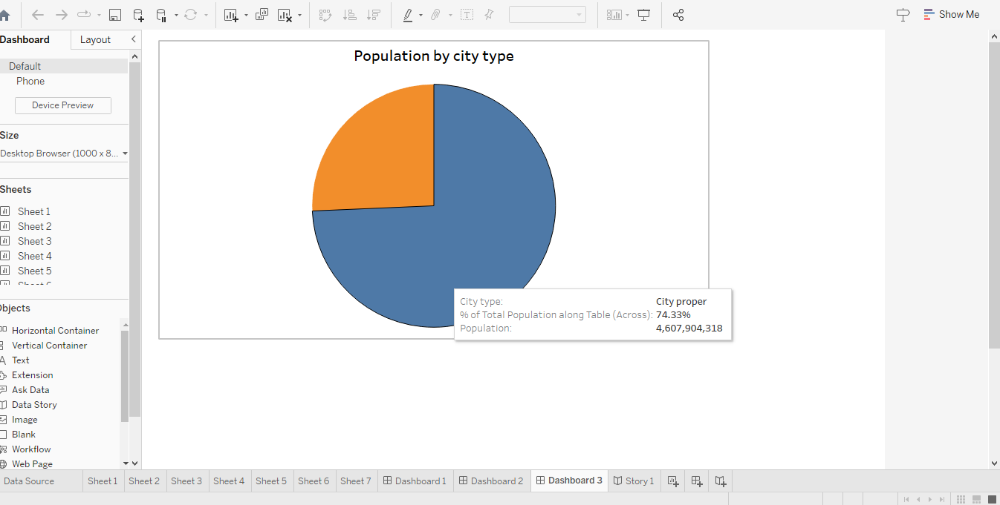 Show Me
Dashboard
Layout
Default
Phone
Device Preview
Size
Desktop Browser (1000 x 8...
Sheets
Sheet 1
Sheet 2
Sheet 3
Sheet 4
Sheet 5
Objects
Horizontal Container
Vertical Container
Text
Extension
Ask Data
Data Story
Image
Blank
Workflow
Web Page
Population by city type
City type: City proper
% of Total Population along Table (Across): 74.33%
Population: 4,607,904,318
Data Source Sheet 1 Sheet 2 Sheet 3 Sheet 4 Sheet 5 Sheet 6 Sheet 7 Dashboard 1 Dashboard 2 Dashboard 3 Story 1